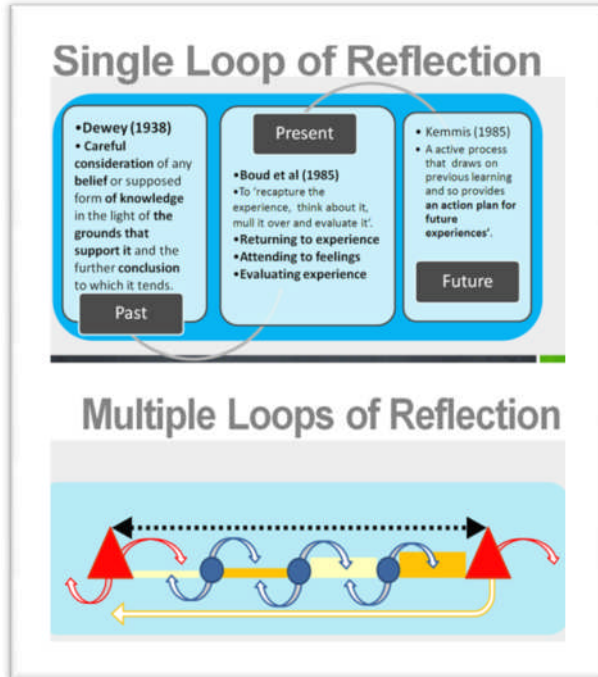 Single Loop of Reflection
•Dewey (1938)
• Careful
consideration of any
belief or supposed
form of knowledge
in the light of the
grounds that
support it and the
further conclusion
to which it tends.
Past
Present
•Boud et al (1985)
•To 'recapture the
experience, think about it,
mull it over and evaluate it'.
•Returning to experience
•Attending to feelings
•Evaluating experience
• Kemmis (1985)
• A active process
that draws on
previous learning
and so provides
an action plan for
future
experiences'.
Future
Multiple Loops of Reflection